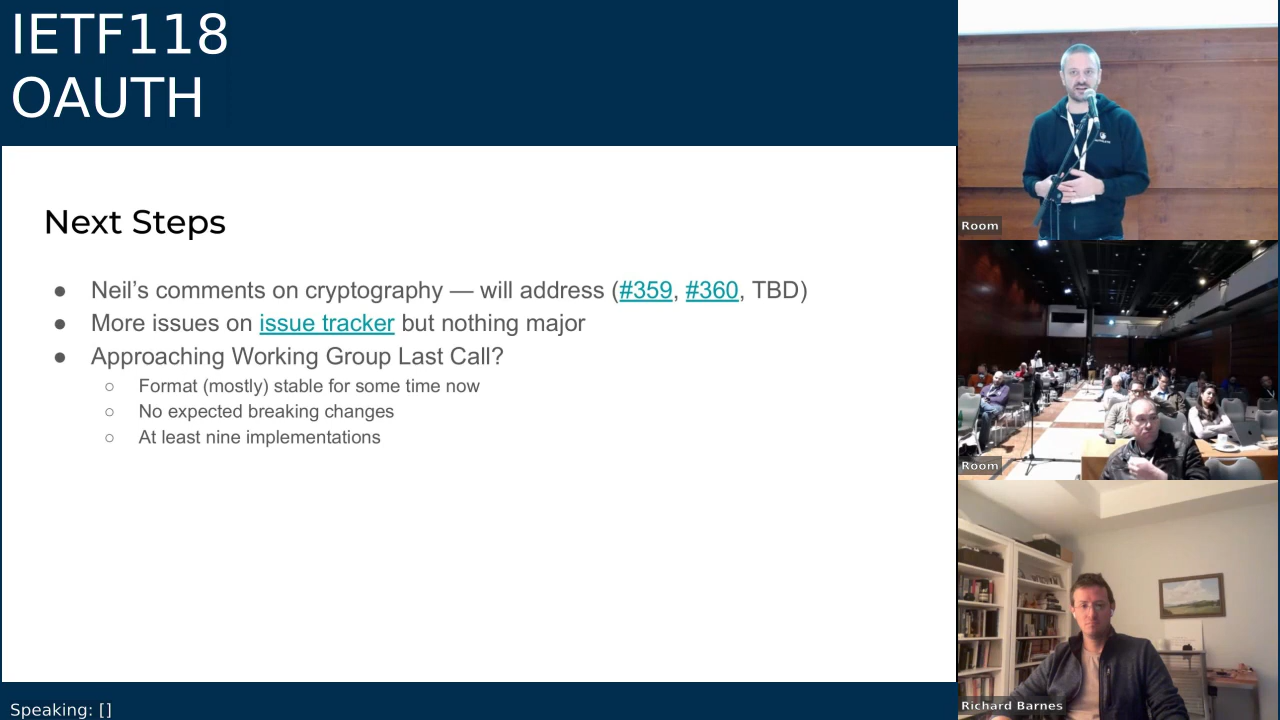 IETF118
OAUTH
Next Steps
● Neil’s comments on cryptography — will address (#359, #360, TBD)
● More issues on issue tracker but nothing major
● Approaching Working Group Last Call?
○ Format (mostly) stable for some time now
○ No expected breaking changes
○ At least nine implementations
Speaking: []
Room
Room
Richard Barnes